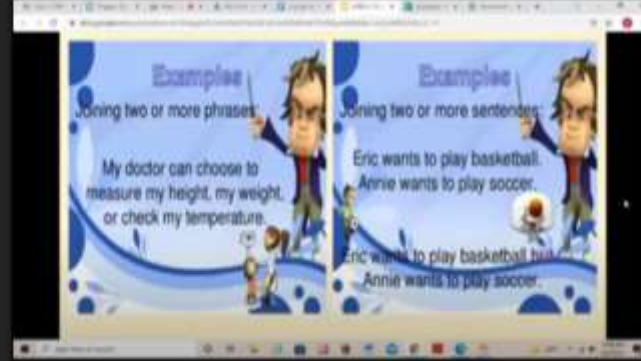 Examples
Joining two or more phrases:
My doctor can choose to
measure my height, my weight,
or check my temperature.
Examples
Joining two or more sentences:
Eric wants to play basketball.
Annie wants to play soccer.
Eric wants to play basketball but
Annie wants to play soccer.